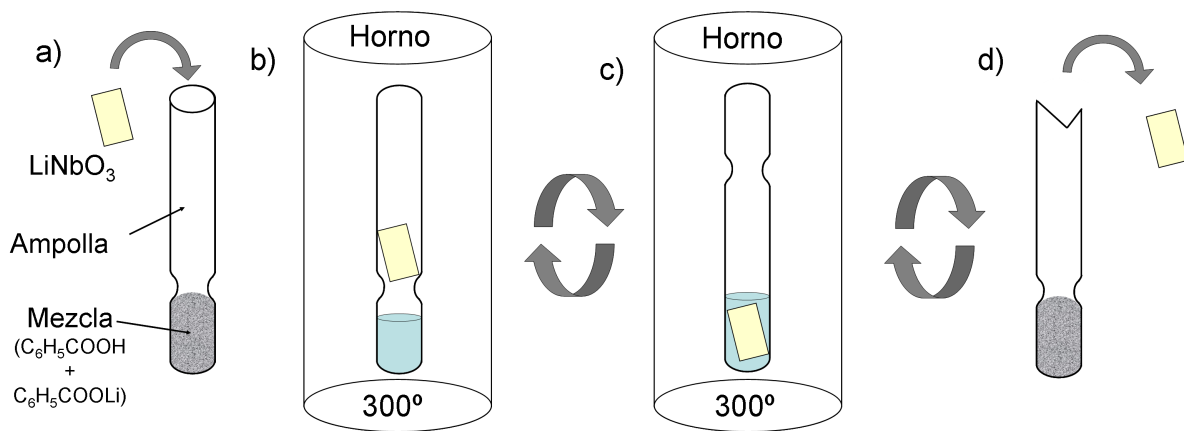 a)
LiNbO₃
Ampolla
Mezcla
(C₆H₅COOH
+
C₆H₅COOLi)
b)
Horno
300º
c)
Horno
300º
d)